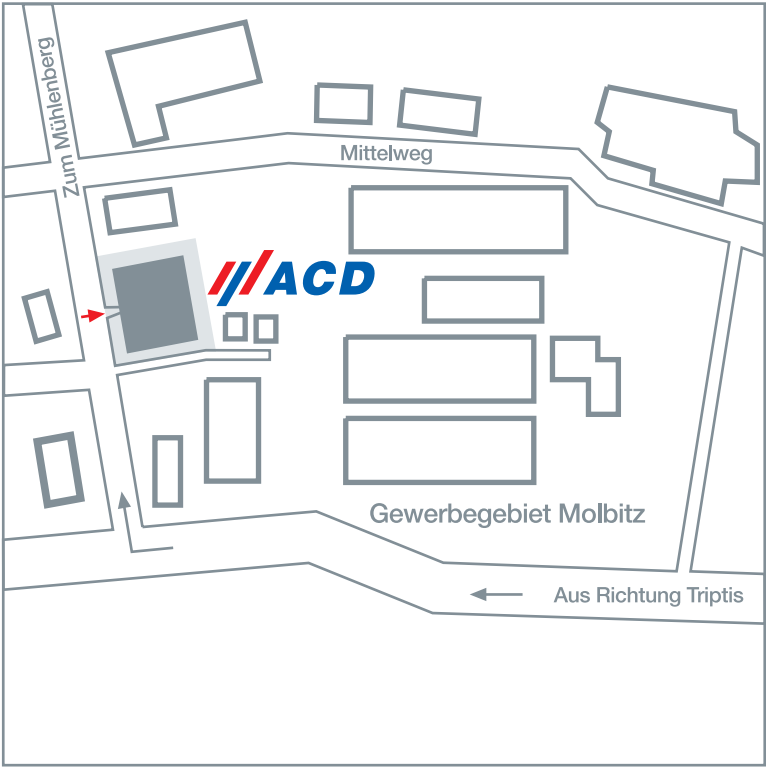 Zum Mühlenberg
Mittelweg
ACD
Gewerbegebiet Molbitz
Aus Richtung Triptis